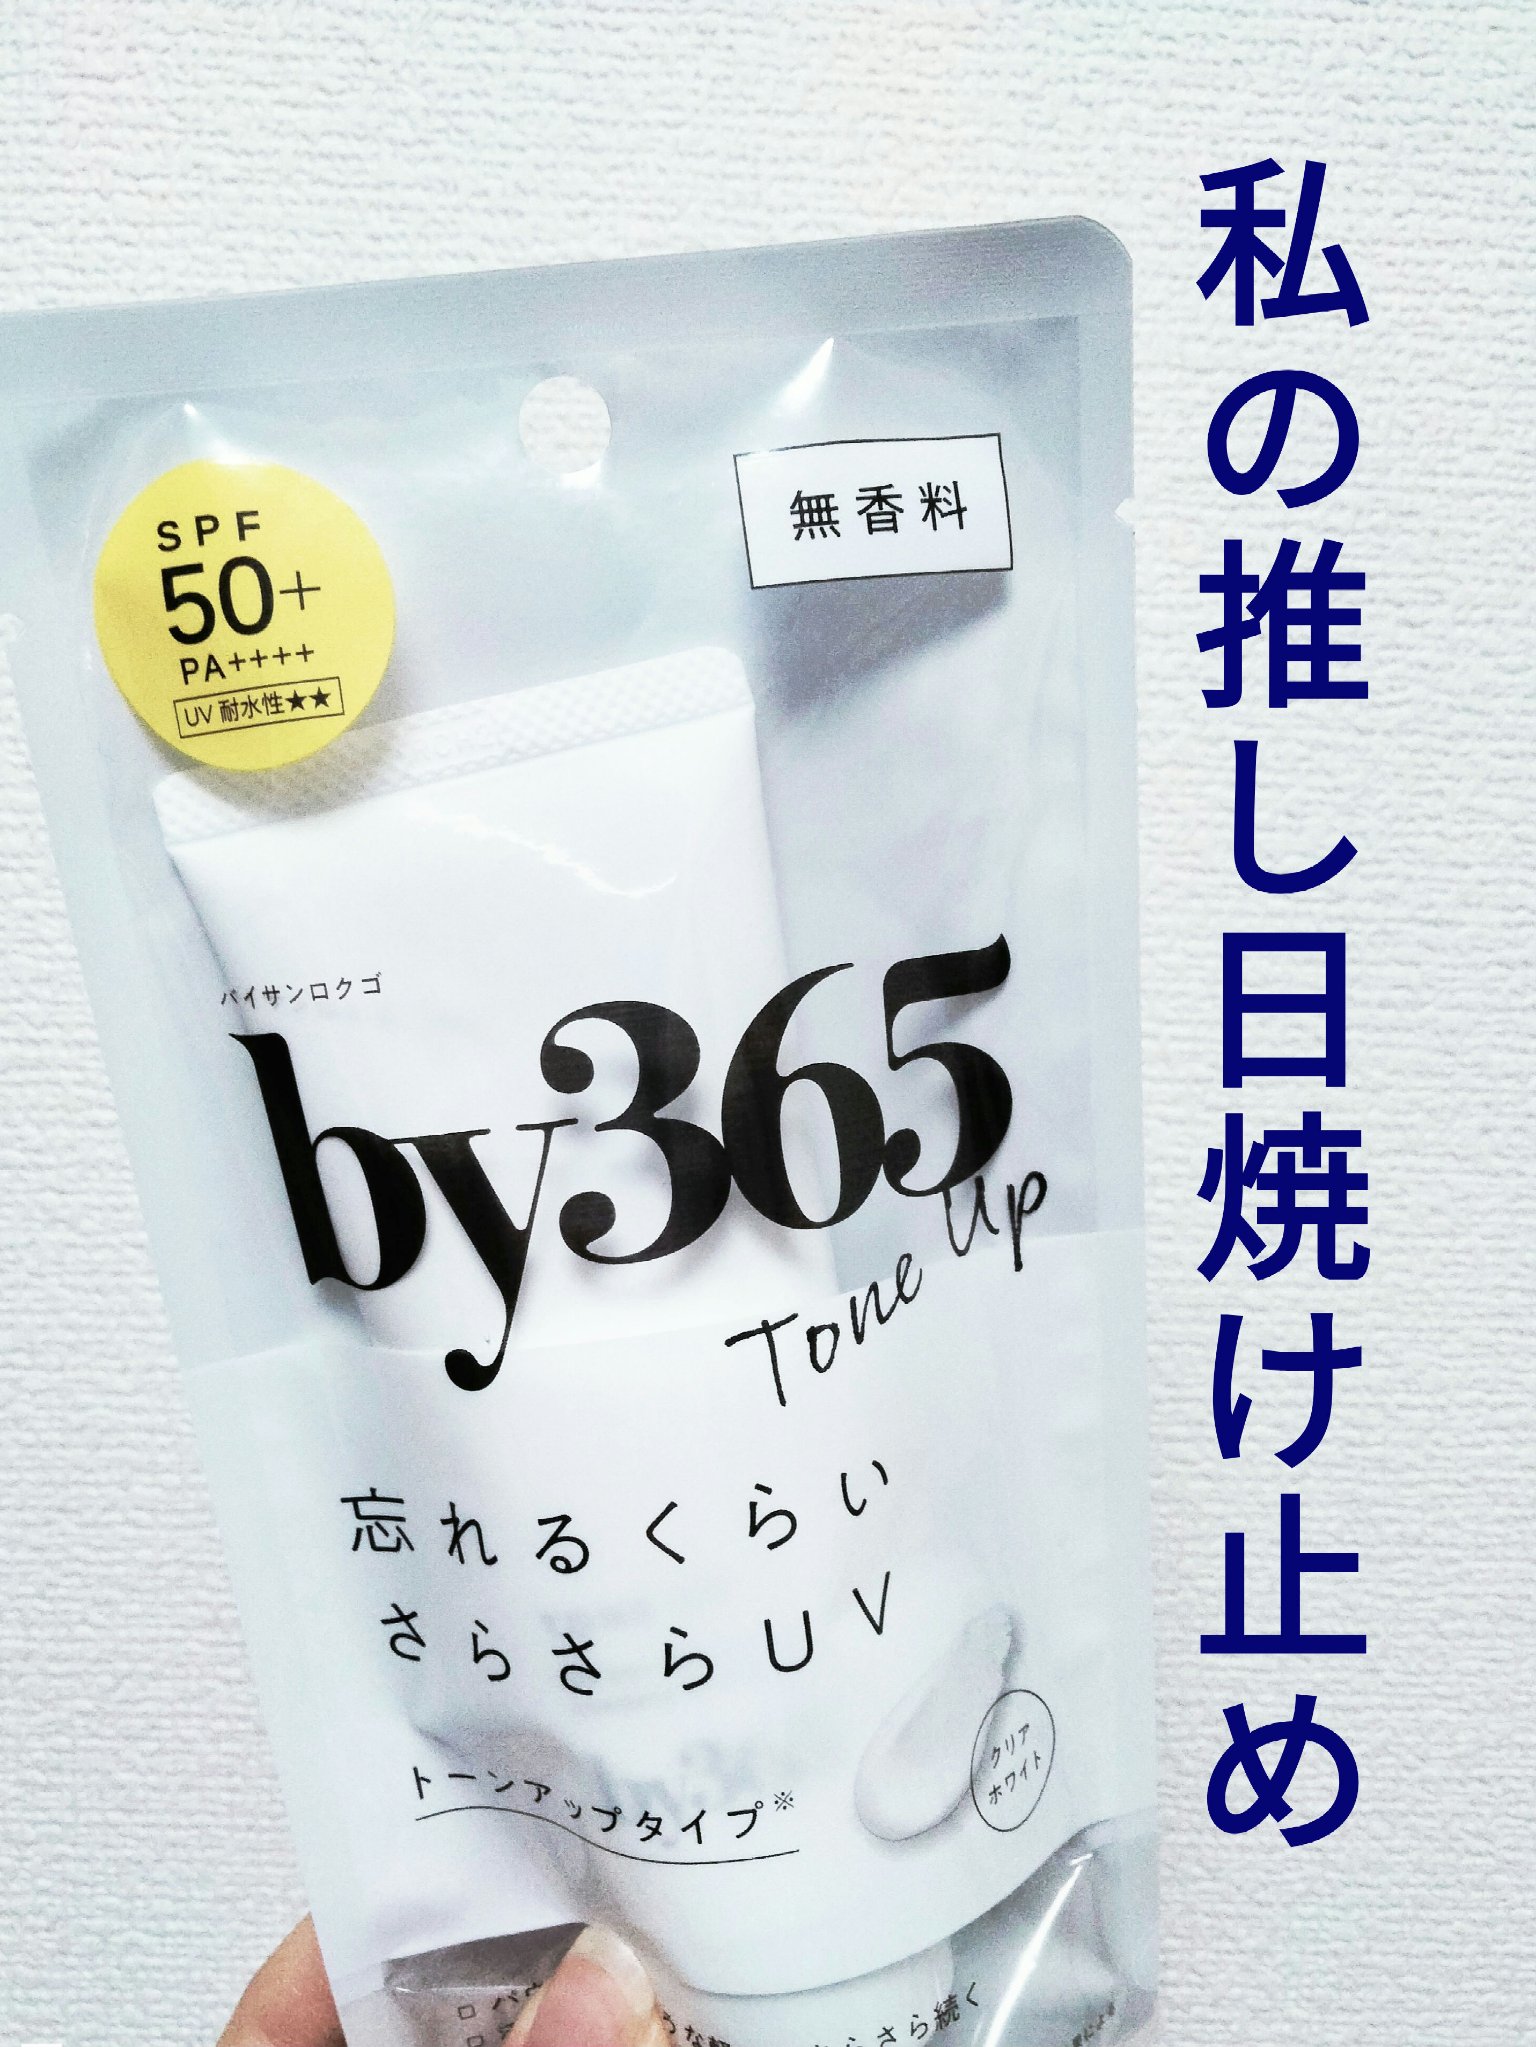 私の推し日焼け止め
SPF
50+
PA++++
UV 耐水性★★
無香料
バイサンロクゴ
by365
Tone Up
忘れるくらい
さらさらUV
トーンアップタイプ※
クリア
ホワイト
さら続く